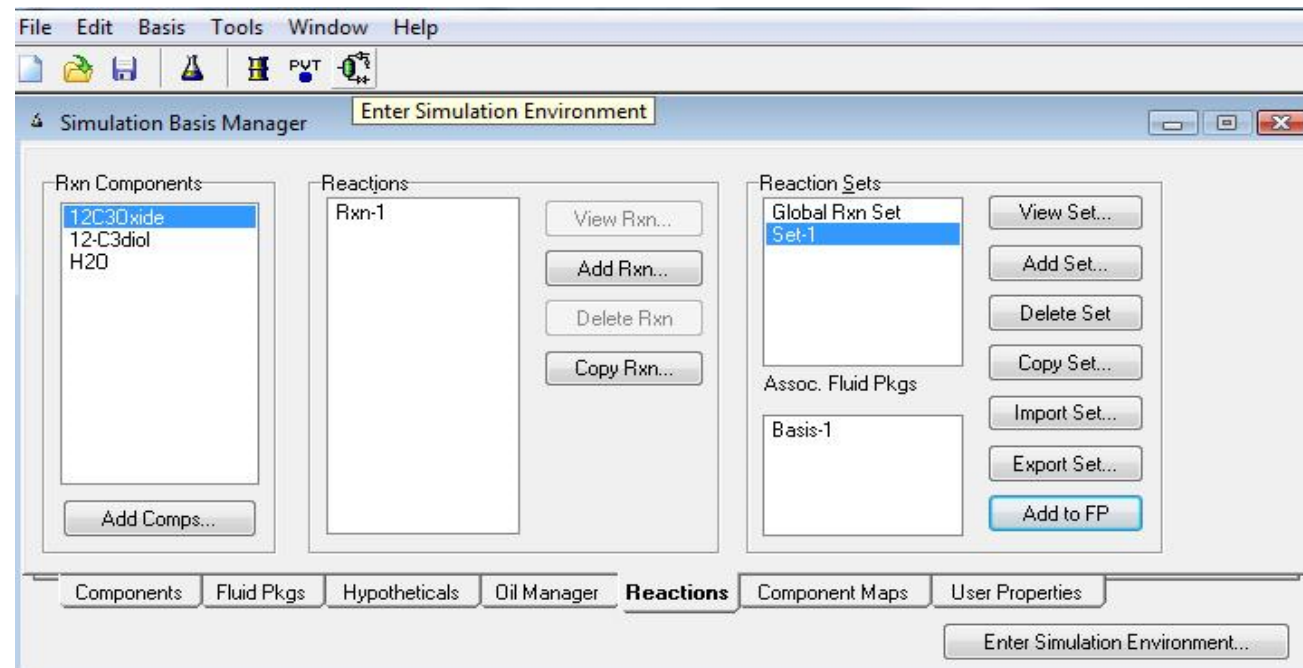 File Edit Basis Tools Window Help
PVT
Enter Simulation Environment
Simulation Basis Manager
Rxn Components
12C3Oxide
12-C3diol
H2O
Add Comps...
Reactions
Rxn-1
View Rxn...
Add Rxn...
Delete Rxn
Copy Rxn...
Reaction Sets
Global Rxn Set
Set-1
Assoc. Fluid Pkgs
Basis-1
View Set...
Add Set...
Delete Set
Copy Set...
Import Set...
Export Set...
Add to FP
Components Fluid Pkgs Hypotheticals Oil Manager Reactions Component Maps User Properties
Enter Simulation Environment...